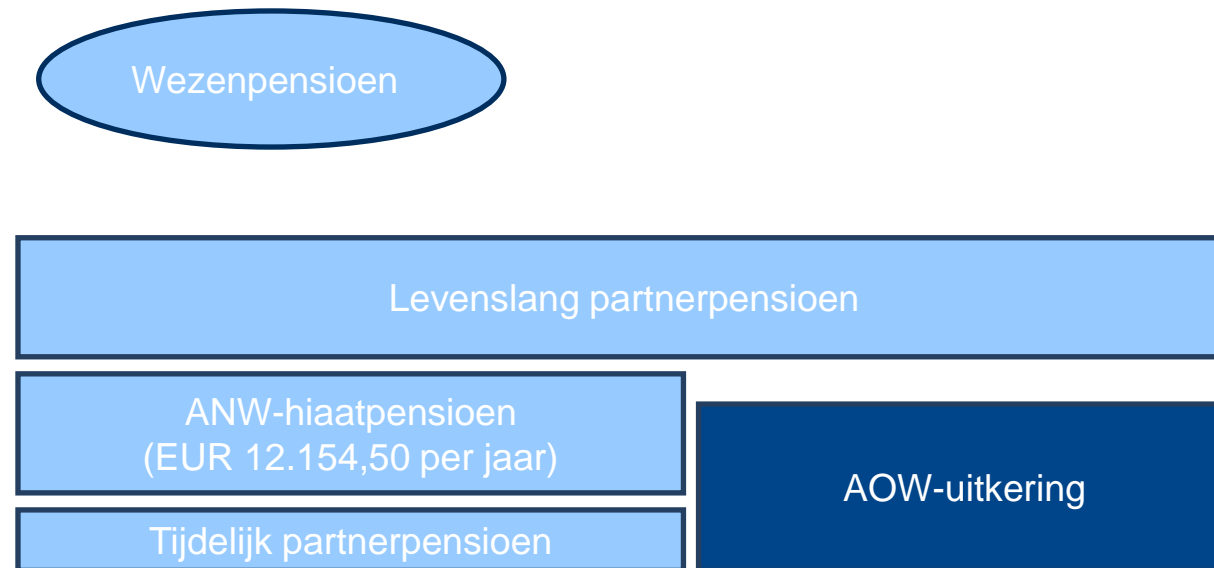 Wezenpensioen
Levenslang partnerpensioen
ANW-hiaatpensioen
(EUR 12.154,50 per jaar)
AOW-uitkering
Tijdelijk partnerpensioen